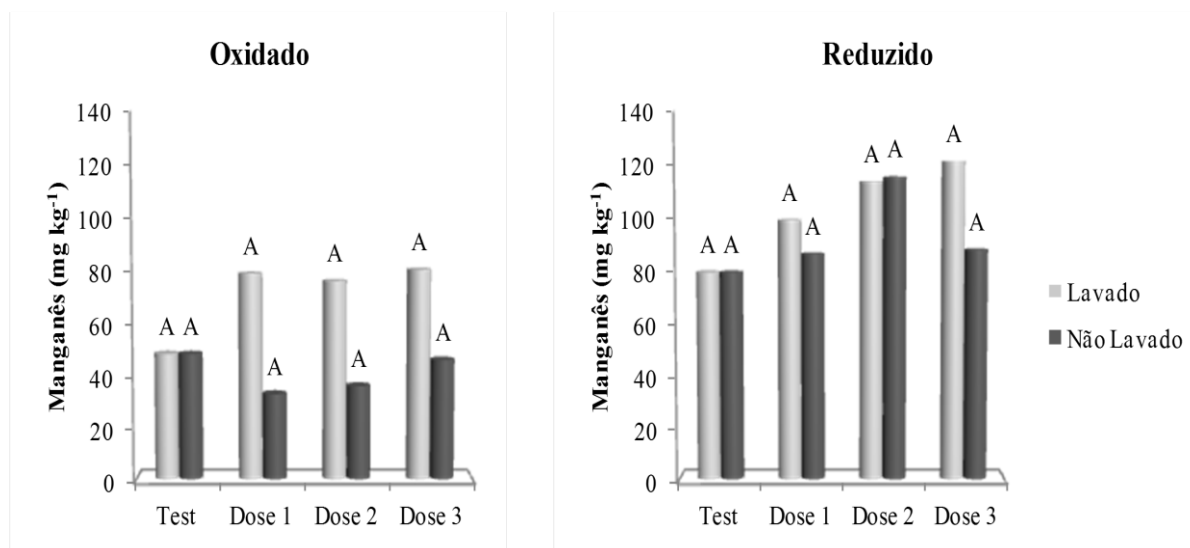 Oxidado
Manganês (mg kg⁻¹)
140
120
100
80
60
40
20
0
A A
A
A
A
A
A
A
Test
Dose 1
Dose 2
Dose 3
Reduzido
Manganês (mg kg⁻¹)
140
120
100
80
60
40
20
0
A A
A
A
A A
A
A
Test
Dose 1
Dose 2
Dose 3
Lavado
Não Lavado